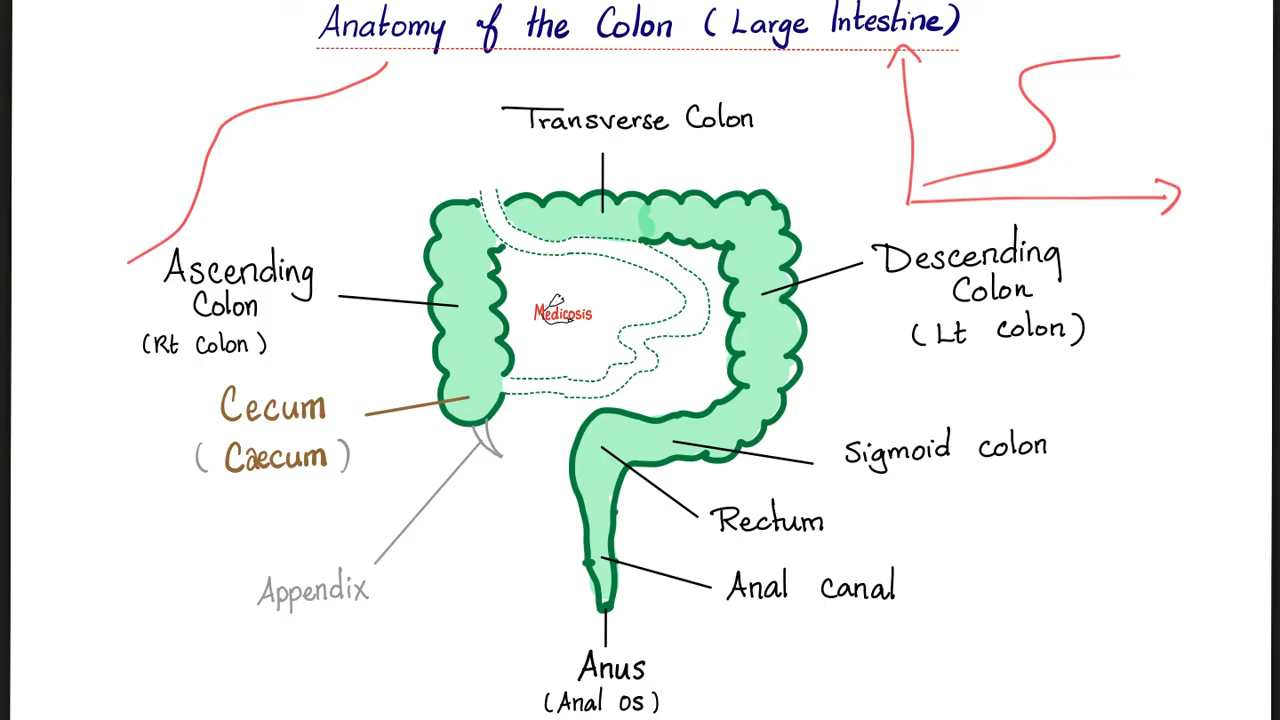 Anatomy of the Colon (Large Intestine)
Transverse Colon
Ascending
Colon
(Rt Colon)
Descending
Colon
(Lt colon)
Medicosis
Cecum
(Caecum)
Sigmoid colon
Rectum
Appendix
Anal canal
Anus
(Anal os)